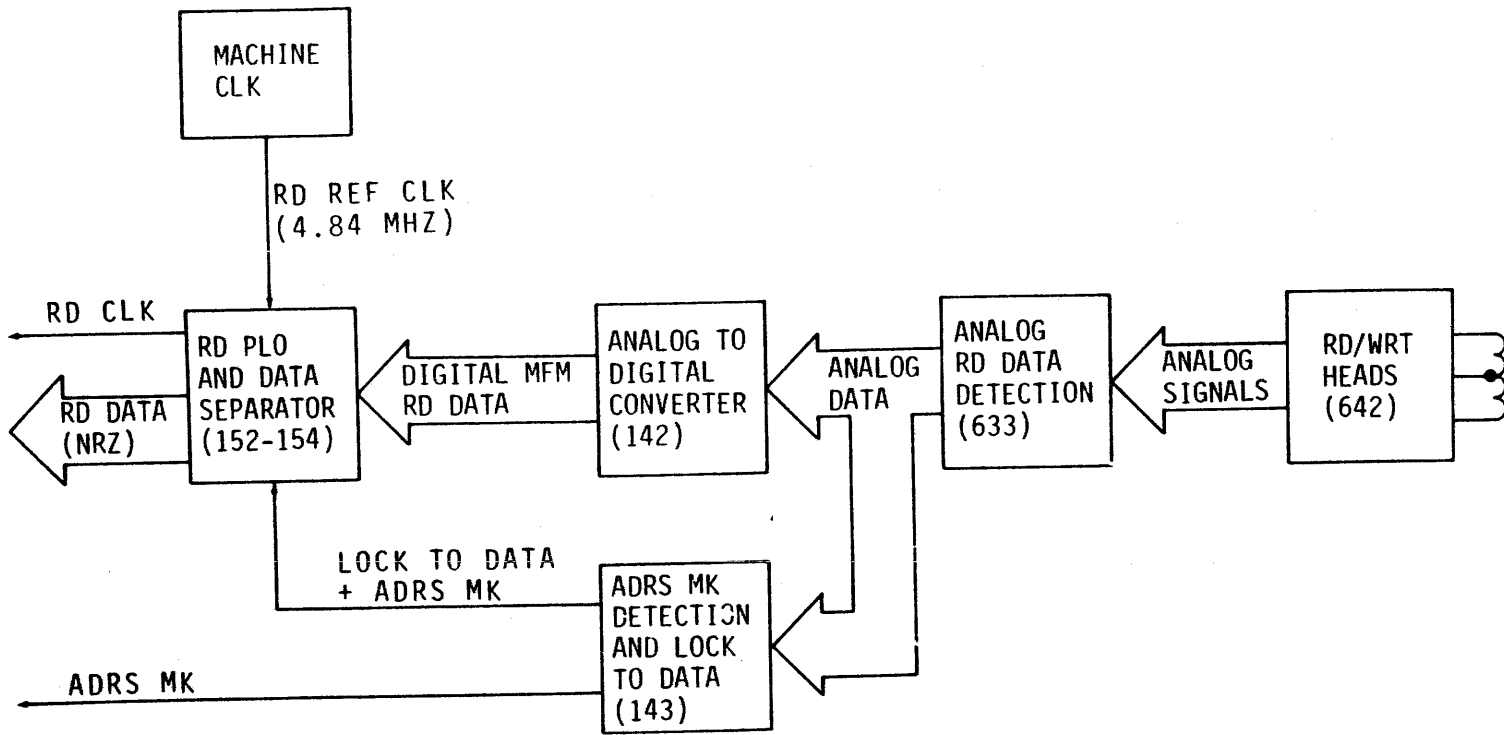 MACHINE
CLK
RD REF CLK
(4.84 MHZ)
RD CLK
RD DATA
(NRZ)
RD PLO
AND DATA
SEPARATOR
(152-154)
DIGITAL MFM
RD DATA
ANALOG TO
DIGITAL
CONVERTER
(142)
ANALOG
DATA
ANALOG
RD DATA
DETECTION
(633)
ANALOG
SIGNALS
RD/WRT
HEADS
(642)
LOCK TO DATA
+ ADRS MK
ADRS MK
DETECTION
AND LOCK
TO DATA
(143)
ADRS MK